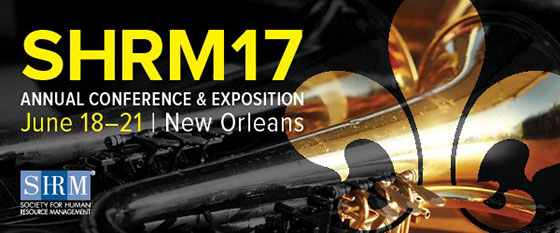 SHRM17
ANNUAL CONFERENCE & EXPOSITION
June 18–21 | New Orleans
SHRM®
SOCIETY FOR HUMAN
RESOURCE MANAGEMENT